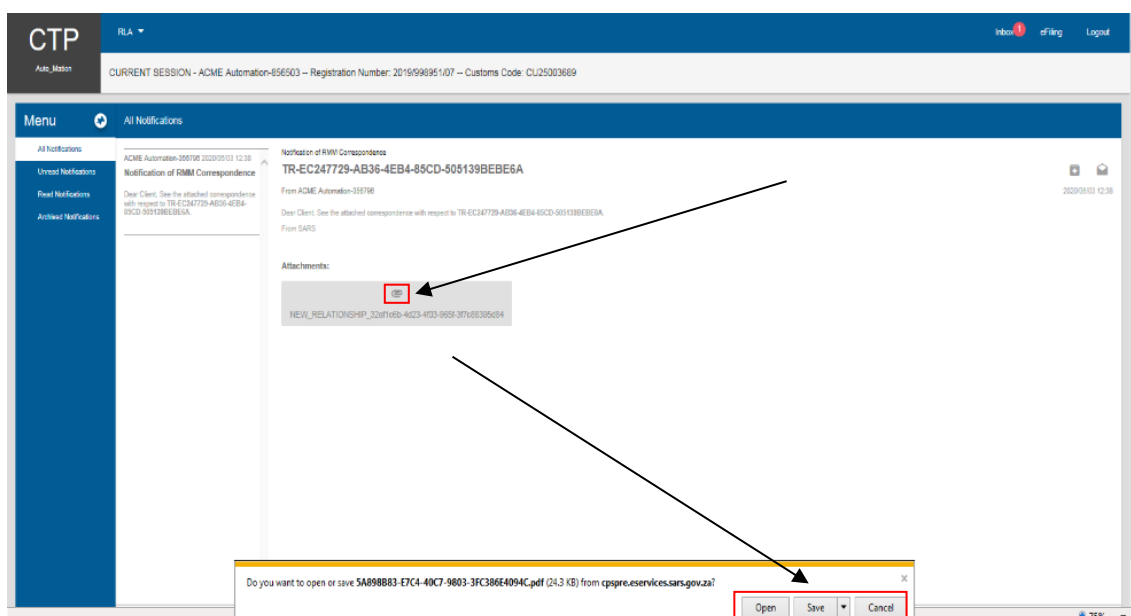 CTP
Auto_Mation
RLA
Inbox 1 eFiling Logout
CURRENT SESSION - ACME Automation-856503 -- Registration Number: 2019/998951/07 -- Customs Code: CU25003689
Menu
All Notifications
Unread Notifications
Read Notifications
Archived Notifications
All Notifications
ACME Automation-356798 2020/05/03 12:38
Notification of RMM Correspondence
Dear Client. See the attached correspondence
with respect to TR-EC247729-AB36-4EB4-
85CD-505139BEBE6A.
Notification of RMM Correspondence
TR-EC247729-AB36-4EB4-85CD-505139BEBE6A
From ACME Automation-356798
2020/05/03 12:38
Dear Client. See the attached correspondence with respect to TR-EC247729-AB36-4EB4-85CD-505139BEBE6A.
From SARS
Attachments:
Do you want to open or save 5A898B83-E7C4-40C7-9803-3FC386E4094C.pdf (24.3 KB) from cpspre.eservices.sars.gov.za?
x
Open Save Cancel
75%